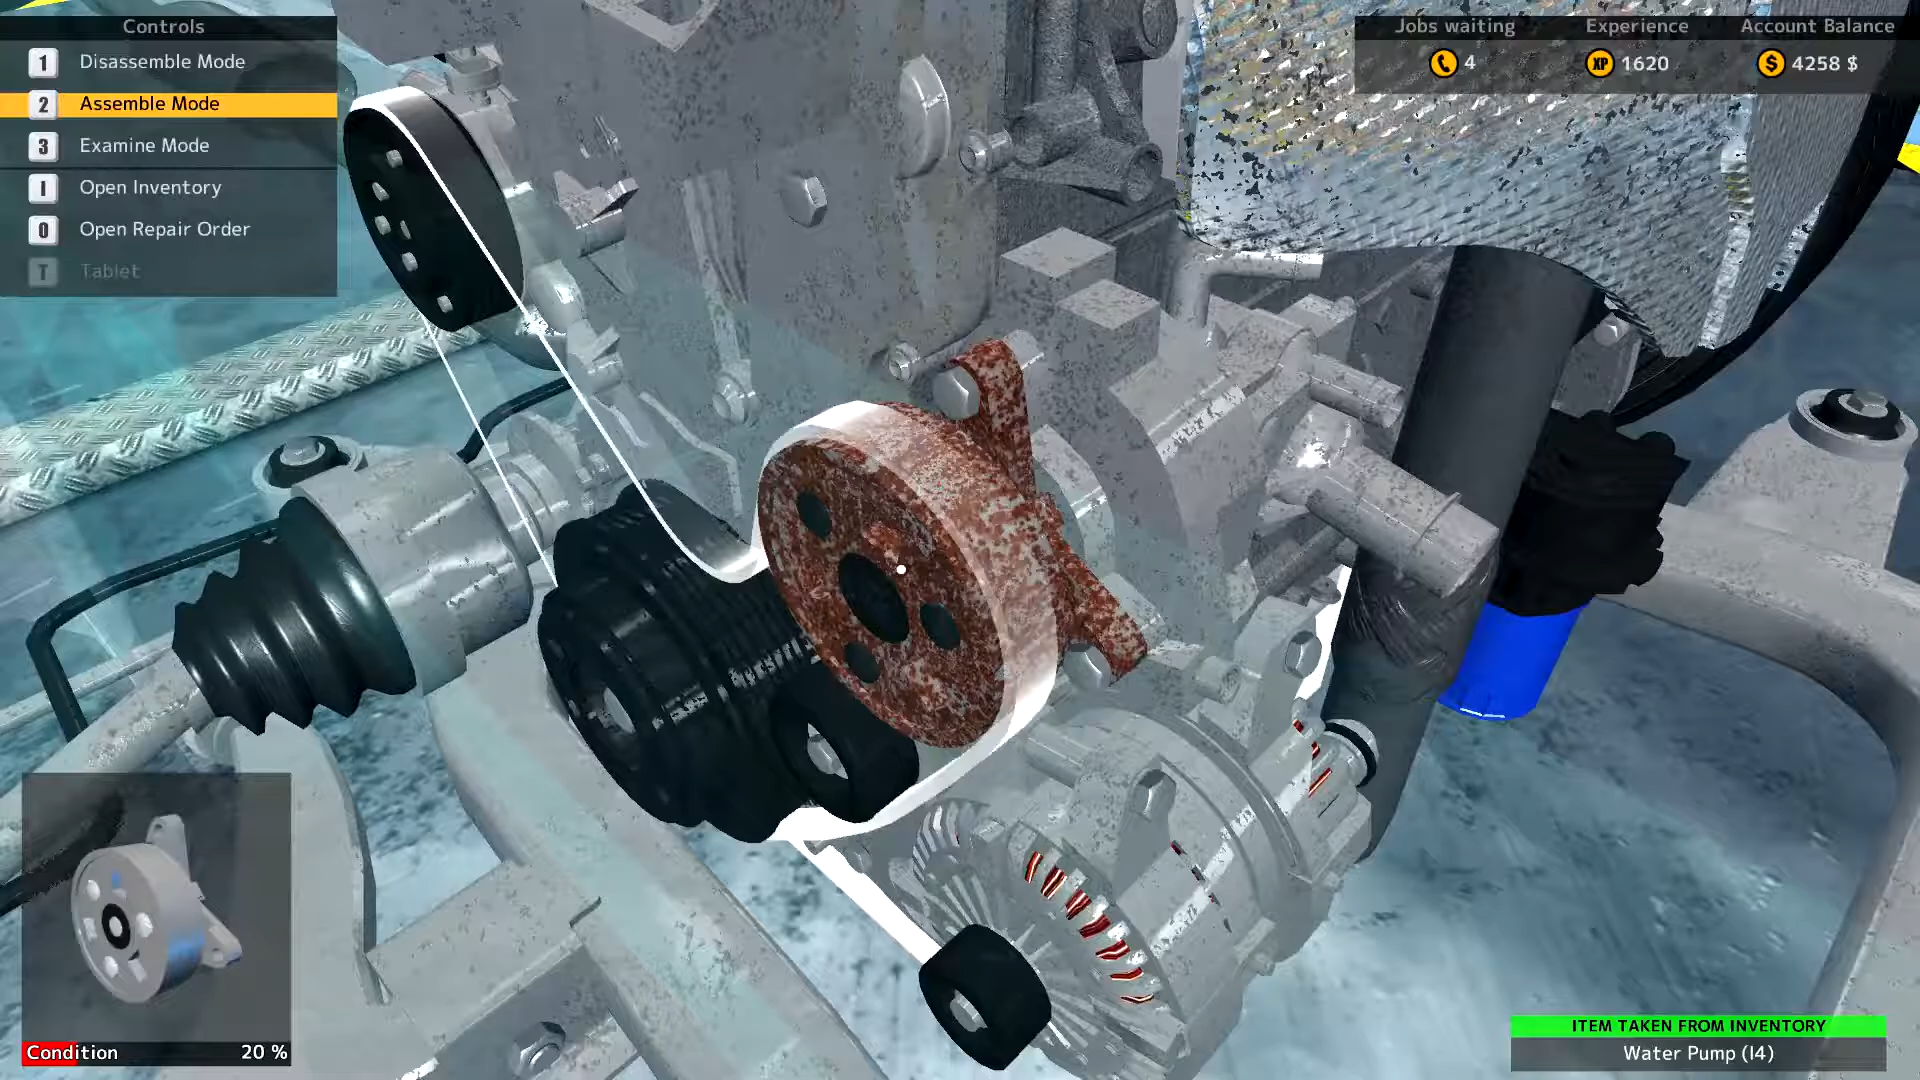 Controls
1 Disassemble Mode
2 Assemble Mode
3 Examine Mode
I Open Inventory
O Open Repair Order
T Tablet
Jobs waiting Experience Account Balance
4 XP 1620 $ 4258 $
Condition 20 %
ITEM TAKEN FROM INVENTORY
Water Pump (I4)